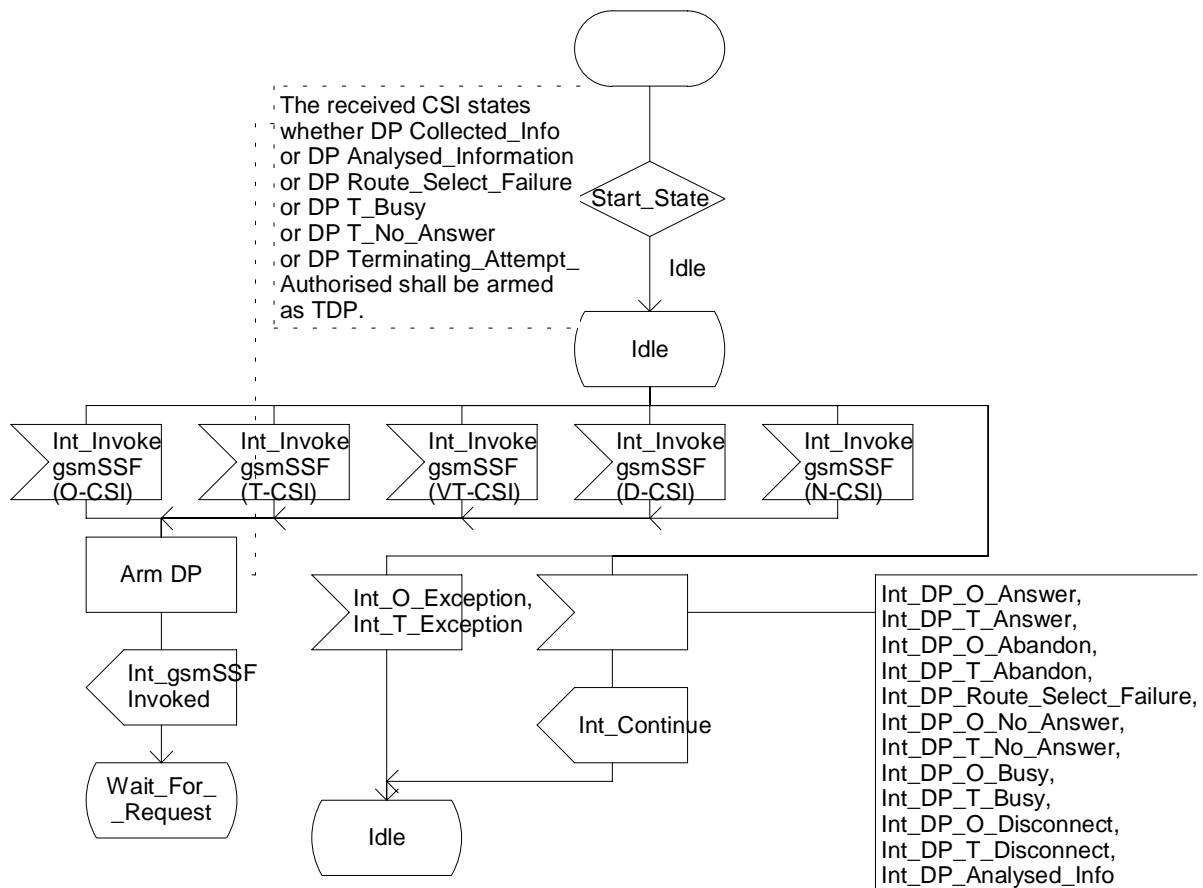 The received CSI states
whether DP Collected_Info
or DP Analysed_Information
or DP Route_Select_Failure
or DP T_Busy
or DP T_No_Answer
or DP Terminating_Attempt_
Authorised shall be armed
as TDP.
Start_State
Idle
Idle
Int_Invoke
gsmSSF
(O-CSI)
Int_Invoke
gsmSSF
(T-CSI)
Int_Invoke
gsmSSF
(VT-CSI)
Int_Invoke
gsmSSF
(D-CSI)
Int_Invoke
gsmSSF
(N-CSI)
Arm DP
Int_gsmSSF
Invoked
Wait_For_
_Request
Int_O_Exception,
Int_T_Exception
Int_Continue
Idle
Int_DP_O_Answer,
Int_DP_T_Answer,
Int_DP_O_Abandon,
Int_DP_T_Abandon,
Int_DP_Route_Select_Failure,
Int_DP_O_No_Answer,
Int_DP_T_No_Answer,
Int_DP_O_Busy,
Int_DP_T_Busy,
Int_DP_O_Disconnect,
Int_DP_T_Disconnect,
Int_DP_Analysed_Info